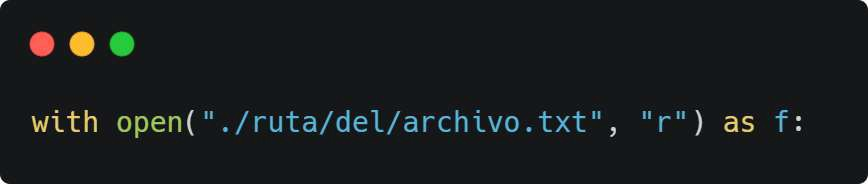 with open("./ruta/del/archivo.txt", "r") as f: